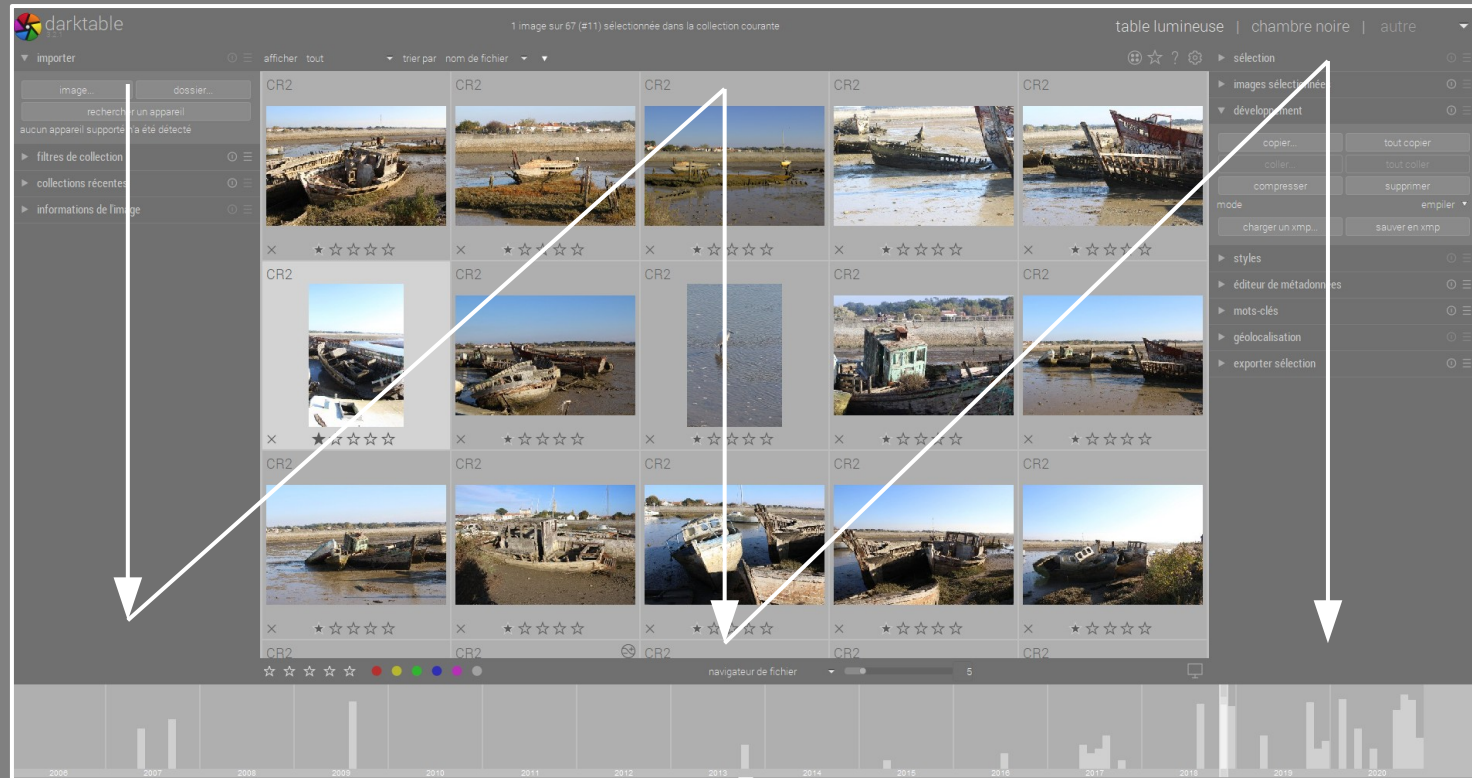 darktable
1 image sur 67 (#11) sélectionnée dans la collection courante
table lumineuse | chambre noire | autre
importer
image...
dossier...
rechercher un appareil
aucun appareil supporté n'a été détecté
filtres de collection
collections récentes
informations de l'image
afficher tout
trier par nom de fichier
?
CR2 CR2 CR2 CR2 CR2
CR2 CR2 CR2 CR2 CR2
CR2 CR2 CR2 CR2 CR2
CR2 CR2 CR2 CR2 CR2
navigateur de fichier
5
sélection
images sélectionnées
développement
copier...
tout copier
coller...
tout coller
compresser
supprimer
mode
empiler
charger un xmp...
sauver en xmp
styles
éditeur de métadonnées
mots-clés
géolocalisation
exporter sélection
2006 2007 2008 2009 2010 2011 2012 2013 2014 2015 2016 2017 2018 2019 2020